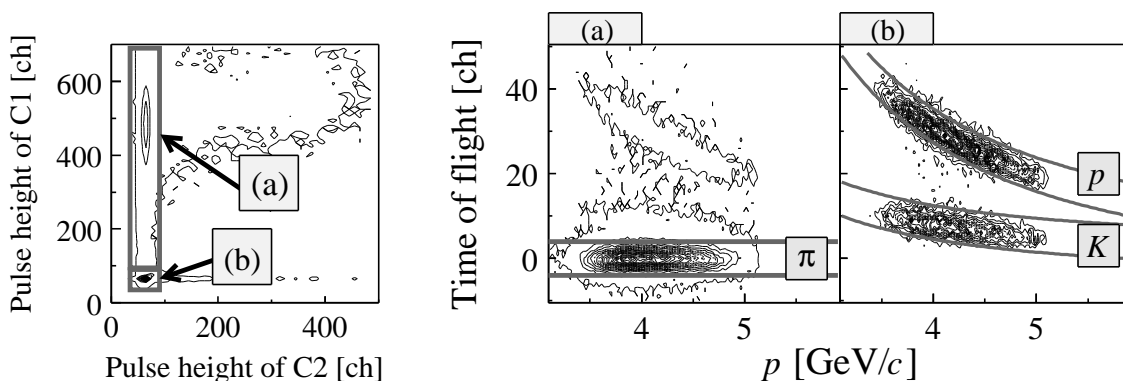 Pulse height of C1 [ch]
600
400
200
0
0
200
400
Pulse height of C2 [ch]
(a)
(b)
Time of flight [ch]
40
20
0
(a)
(b)
π
p
K
4
5
4
5
p [GeV/c]